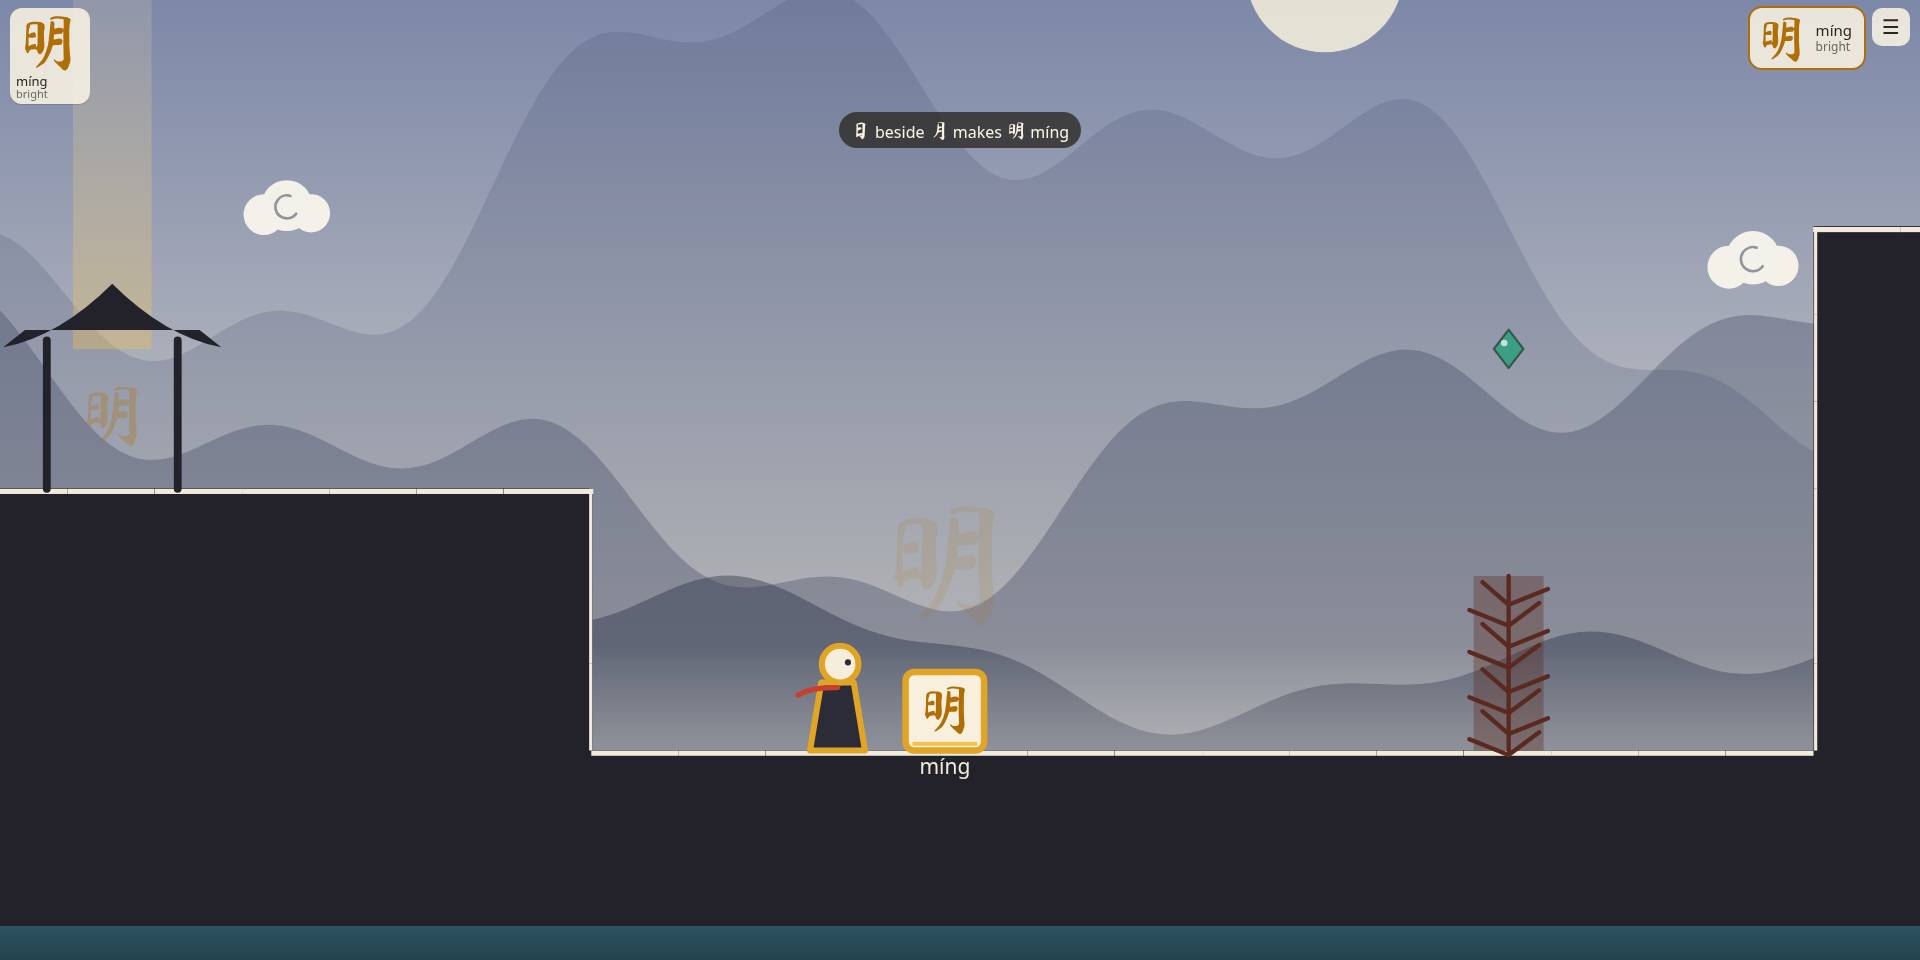 明
míng
bright
明
míng
bright
☰
日 beside 月 makes 明 míng
明
明
明
míng